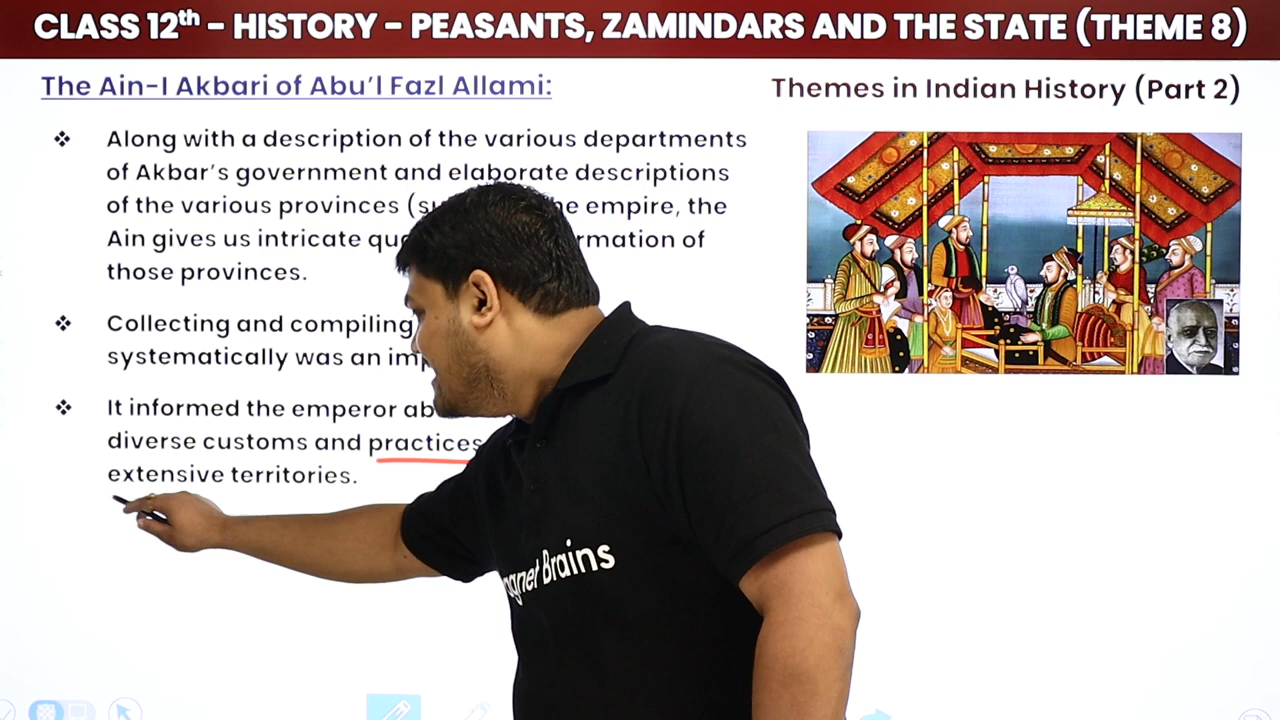 CLASS 12th – HISTORY – PEASANTS, ZAMINDARS AND THE STATE (THEME 8)
The Ain-I Akbari of Abu'l Fazl Allami:
Themes in Indian History (Part 2)
❖ Along with a description of the various departments
of Akbar's government and elaborate descriptions
of the various provinces ( he empire, the
Ain gives us intricate rmation of
those provinces.
❖ Collecting and compiling
systematically was an
❖ It informed the emperor
diverse customs and practices
extensive territories.
Brains